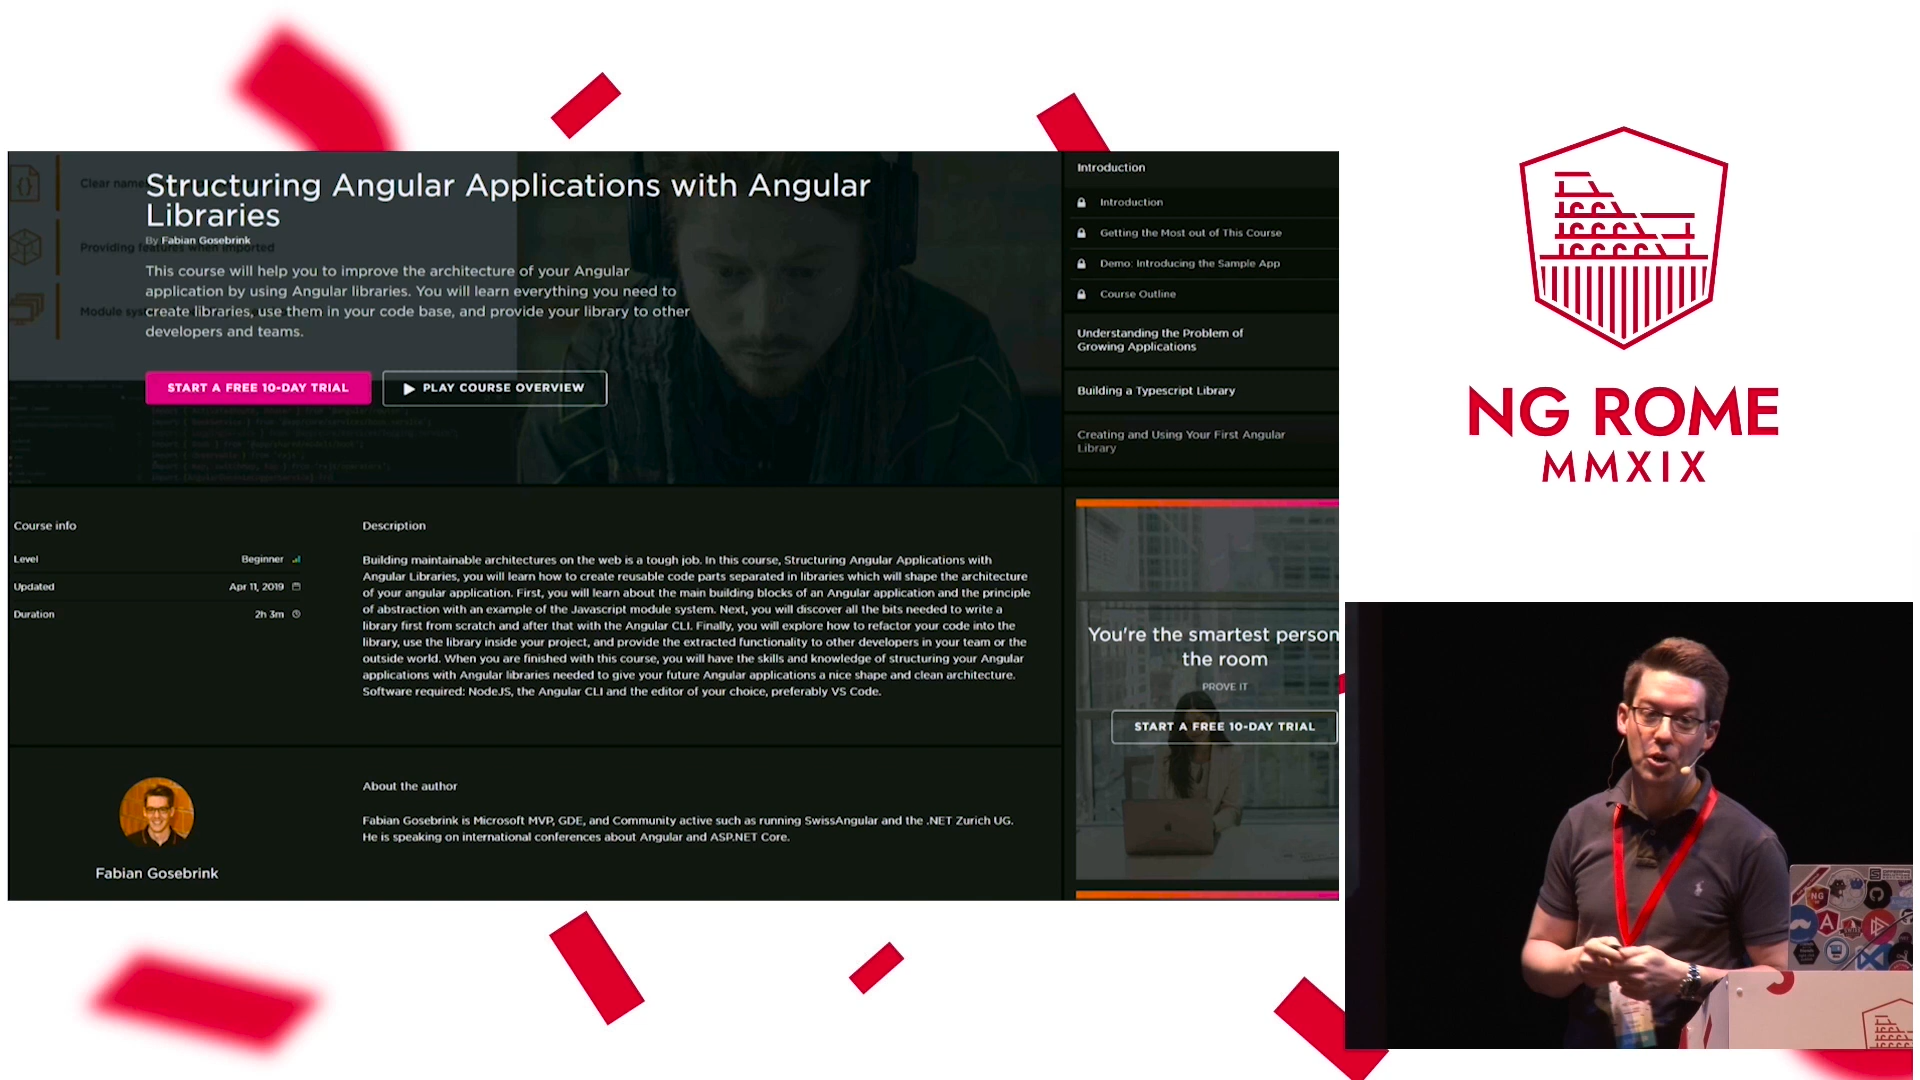 Structuring Angular Applications with Angular
Libraries
By Fabian Gosebrink
This course will help you to improve the architecture of your Angular
application by using Angular libraries. You will learn everything you need to
create libraries, use them in your code base, and provide your library to other
developers and teams.
START A FREE 10-DAY TRIAL
PLAY COURSE OVERVIEW
Clear name
Providing features when imported
Module sys
Introduction
Introduction
Getting the Most out of This Course
Demo: Introducing the Sample App
Course Outline
Understanding the Problem of
Growing Applications
Building a Typescript Library
Creating and Using Your First Angular
Library
Course info
Level Beginner
Updated Apr 11, 2019
Duration 2h 3m
Description
Building maintainable architectures on the web is a tough job. In this course, Structuring Angular Applications with
Angular Libraries, you will learn how to create reusable code parts separated in libraries which will shape the architecture
of your angular application. First, you will learn about the main building blocks of an Angular application and the principle
of abstraction with an example of the Javascript module system. Next, you will discover all the bits needed to write a
library first from scratch and after that with the Angular CLI. Finally, you will explore how to refactor your code into the
library, use the library inside your project, and provide the extracted functionality to other developers in your team or the
outside world. When you are finished with this course, you will have the skills and knowledge of structuring your Angular
applications with Angular libraries needed to give your future Angular applications a nice shape and clean architecture.
Software required: NodeJS, the Angular CLI and the editor of your choice, preferably VS Code.
You're the smartest person
the room
PROVE IT
START A FREE 10-DAY TRIAL
About the author
Fabian Gosebrink is Microsoft MVP, GDE, and Community active such as running SwissAngular and the .NET Zurich UG.
He is speaking on international conferences about Angular and ASP.NET Core.
Fabian Gosebrink
NG ROME
MMXIX